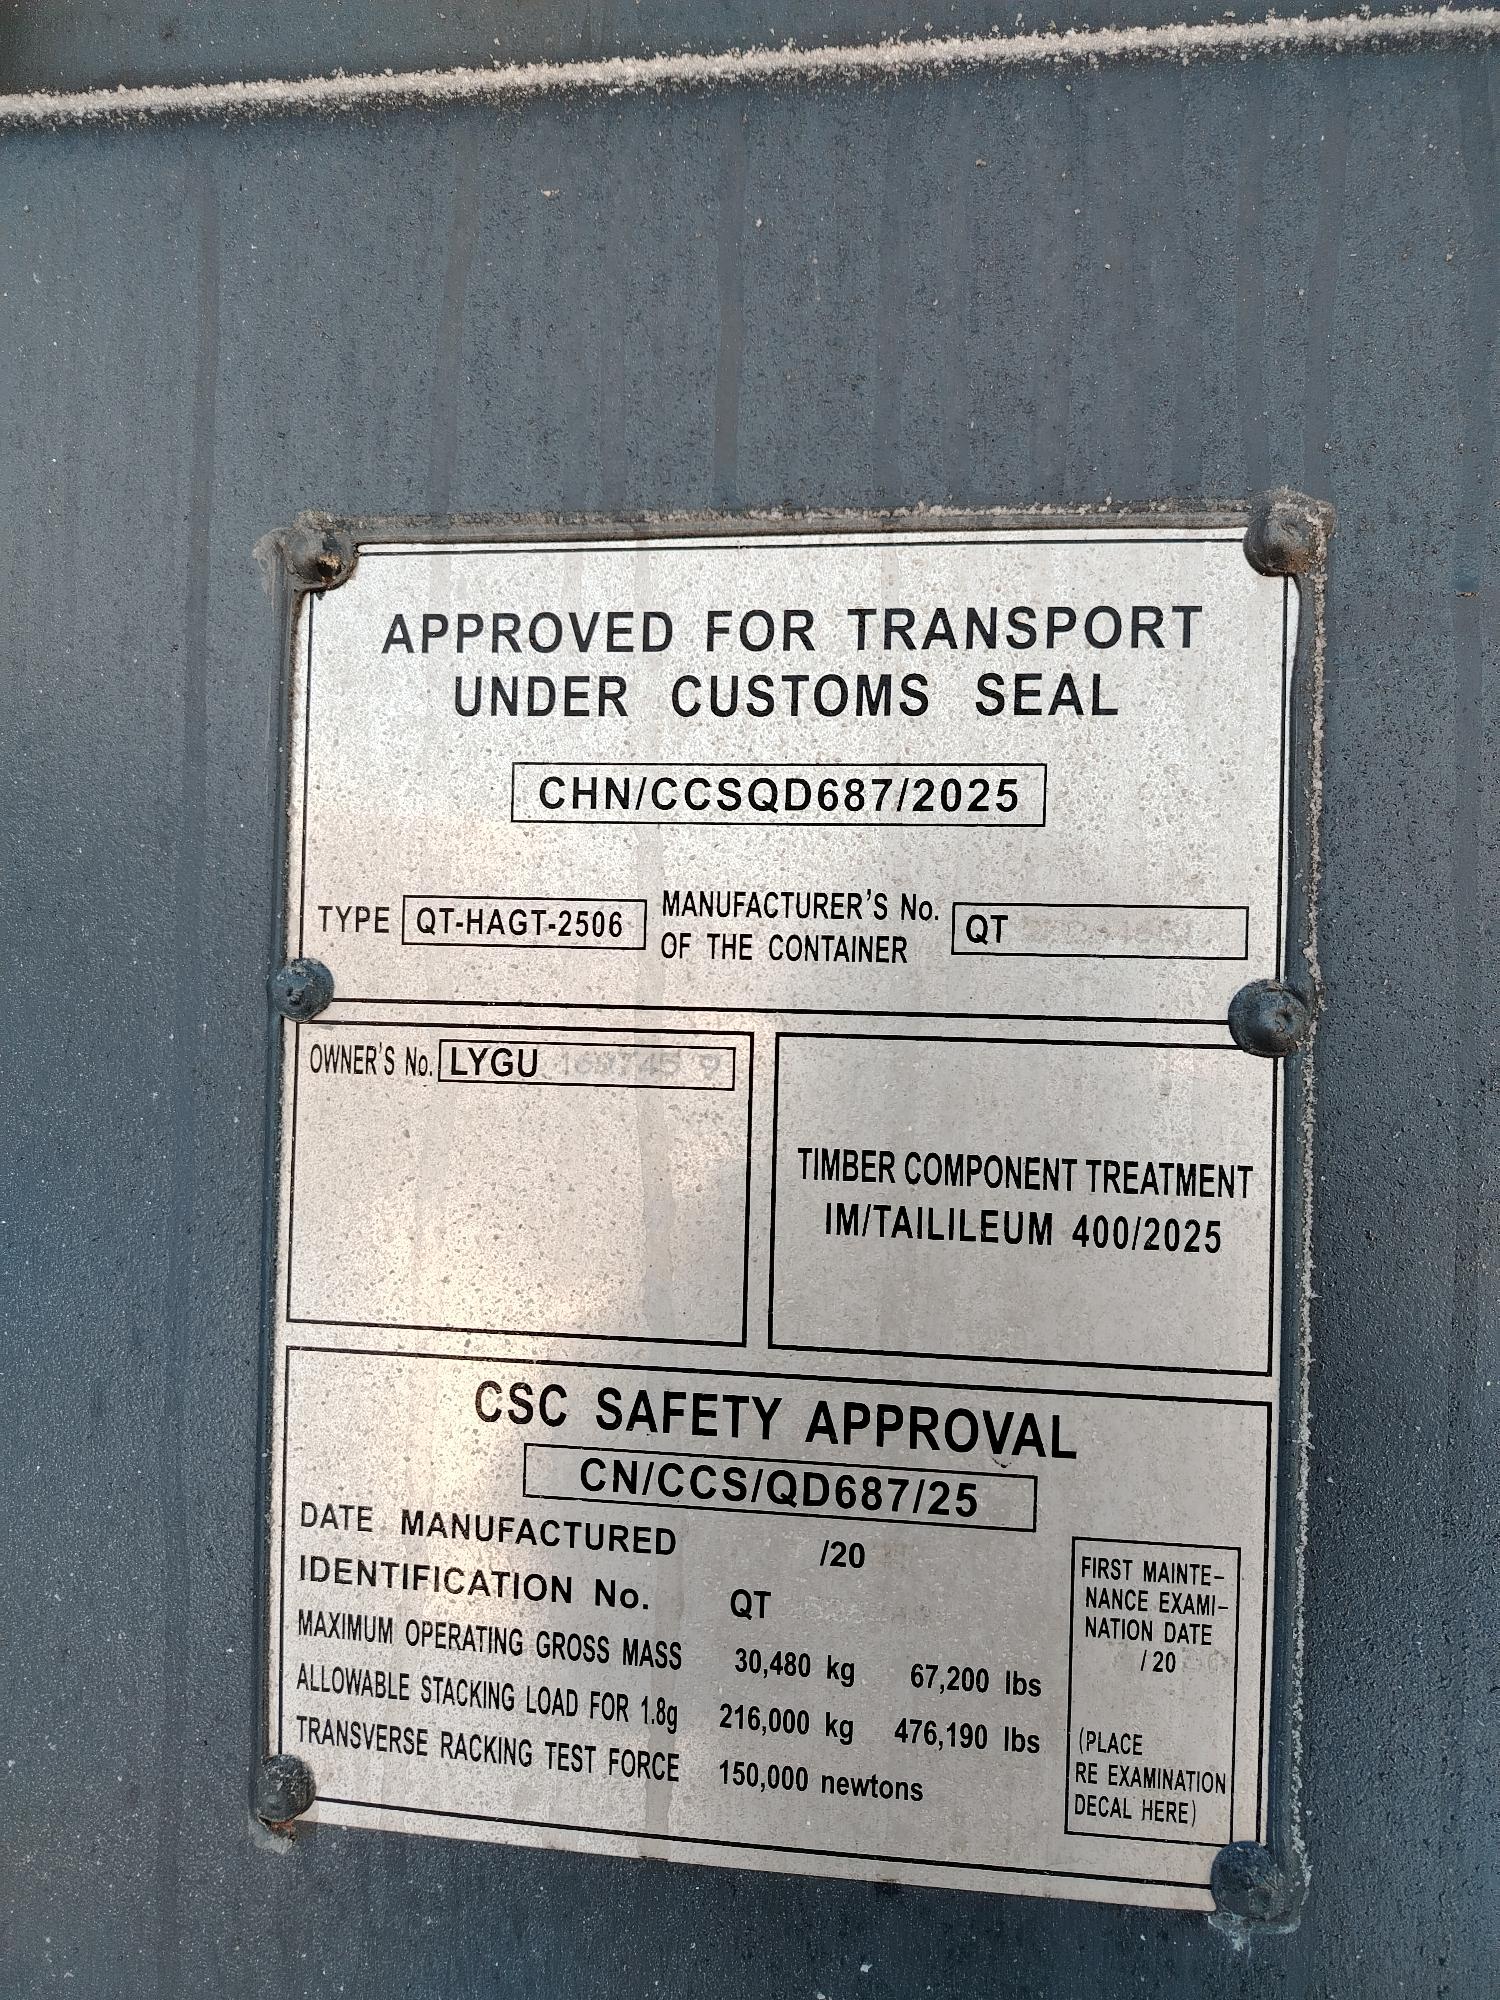 APPROVED FOR TRANSPORT
UNDER CUSTOMS SEAL
CHN/CCSQD687/2025
TYPE QT-HAGT-2506 MANUFACTURER'S No. OF THE CONTAINER QT
OWNER'S No. LYGU
TIMBER COMPONENT TREATMENT
IM/TAILILEUM 400/2025
CSC SAFETY APPROVAL
CN/CCS/QD687/25
DATE MANUFACTURED /20
IDENTIFICATION No. QT
MAXIMUM OPERATING GROSS MASS 30,480 kg 67,200 lbs
ALLOWABLE STACKING LOAD FOR 1.8g 216,000 kg 476,190 lbs
TRANSVERSE RACKING TEST FORCE 150,000 newtons
FIRST MAINTE-
NANCE EXAMI-
NATION DATE
/20
(PLACE
RE EXAMINATION
DECAL HERE)